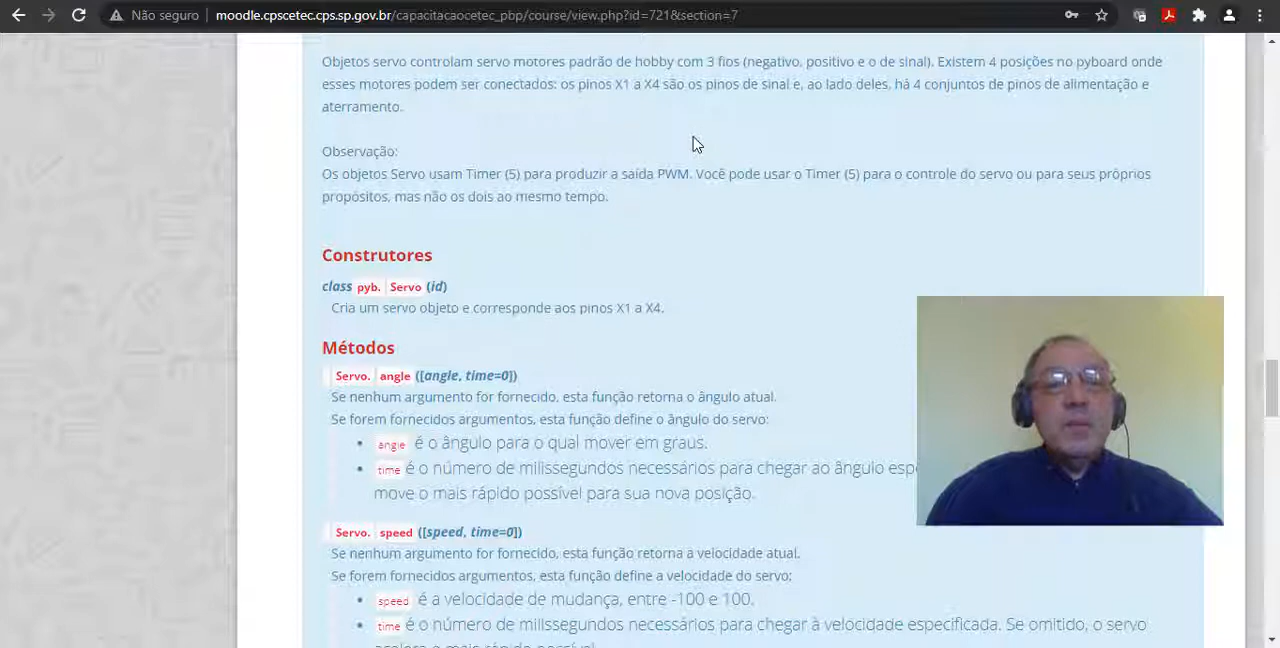 Não seguro
moodle.cpscetec.cps.sp.gov.br/capacitacaocetec_pbp/course/view.php?id=721&section=7
Objetos servo controlam servo motores padrão de hobby com 3 fios (negativo, positivo e o de sinal). Existem 4 posições no pyboard onde
esses motores podem ser conectados: os pinos X1 a X4 são os pinos de sinal e, ao lado deles, há 4 conjuntos de pinos de alimentação e
aterramento.
Observação:
Os objetos Servo usam Timer (5) para produzir a saída PWM. Você pode usar o Timer (5) para o controle do servo ou para seus próprios
propósitos, mas não os dois ao mesmo tempo.
Construtores
class pyb. Servo (id)
Cria um servo objeto e corresponde aos pinos X1 a X4.
Métodos
Servo. angle ([angle, time=0])
Se nenhum argumento for fornecido, esta função retorna o ângulo atual.
Se forem fornecidos argumentos, esta função define o ângulo do servo:
• angle é o ângulo para o qual mover em graus.
• time é o número de milissegundos necessários para chegar ao ângulo
move o mais rápido possível para sua nova posição.
Servo. speed ([speed, time=0])
Se nenhum argumento for fornecido, esta função retorna a velocidade atual.
Se forem fornecidos argumentos, esta função define a velocidade do servo:
• speed é a velocidade de mudança, entre -100 e 100.
• time é o número de milissegundos necessários para chegar à velocidade especificada. Se omitido, o servo